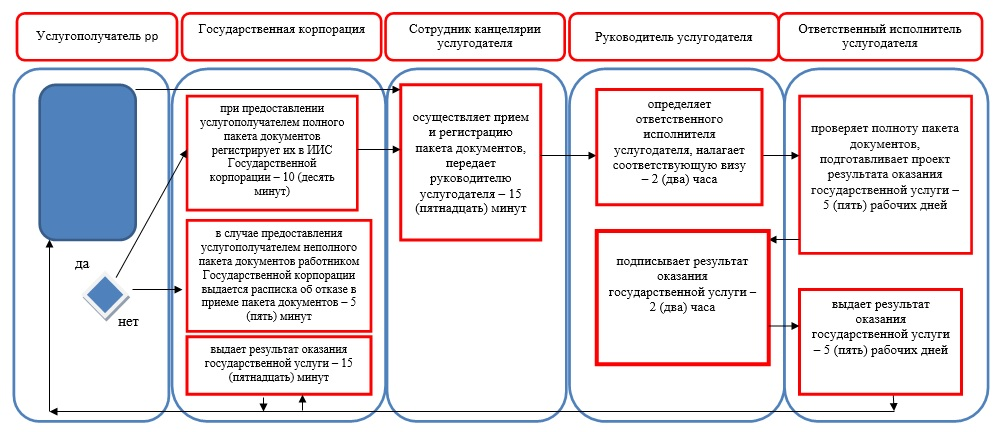 Услугополучатель рр
Государственная корпорация
Сотрудник канцелярии
услугодателя
Руководитель услугодателя
Ответственный исполнитель
услугодателя
да
нет
при предоставлении
услугополучателем полного
пакета документов
регистрирует их в ИИС
Государственной
корпорации – 10 (десять
минут)
в случае предоставления
услугополучателем неполного
пакета документов работником
Государственной корпорации
выдается расписка об отказе в
приеме пакета документов – 5
(пять) минут
выдает результат оказания
государственной услуги – 15
(пятнадцать) минут
осуществляет прием
и регистрацию
пакета документов,
передает
руководителю
услугодателя – 15
(пятнадцать) минут
определяет
ответственного
исполнителя
услугодателя, налагает
соответствующую визу
– 2 (два) часа
подписывает результат
оказания
государственной услуги –
2 (два) часа
проверяет полноту пакета
документов,
подготавливает проект
результата оказания
государственной услуги –
5 (пять) рабочих дней
выдает результат
оказания
государственной услуги
– 5 (пять) рабочих дней